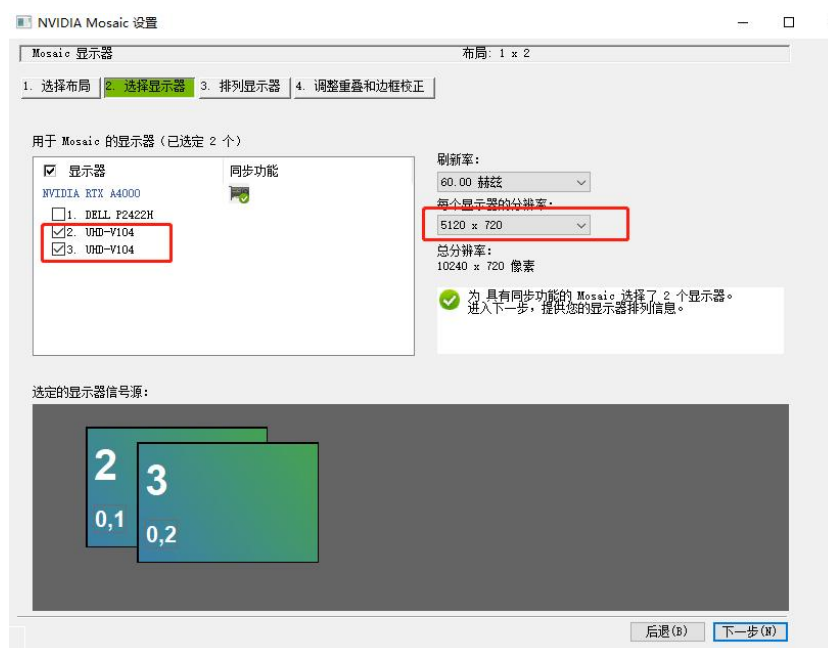 NVIDIA Mosaic 设置
Mosaic 显示器
布局: 1 x 2
1. 选择布局
2. 选择显示器
3. 排列显示器
4. 调整重叠和边框校正
用于 Mosaic 的显示器(已选定 2 个)
显示器
同步功能
NVIDIA RTX A4000
1. DELL P2422H
2. UHD-V104
3. UHD-V104
刷新率:
60.00 赫兹
每个显示器的分辨率:
5120 x 720
总分辨率:
10240 x 720 像素
为 具有同步功能的 Mosaic 选择了 2 个显示器。
进入下一步，提供您的显示器排列信息。
选定的显示器信号源:
2
0,1
3
0,2
后退(B)
下一步(N)